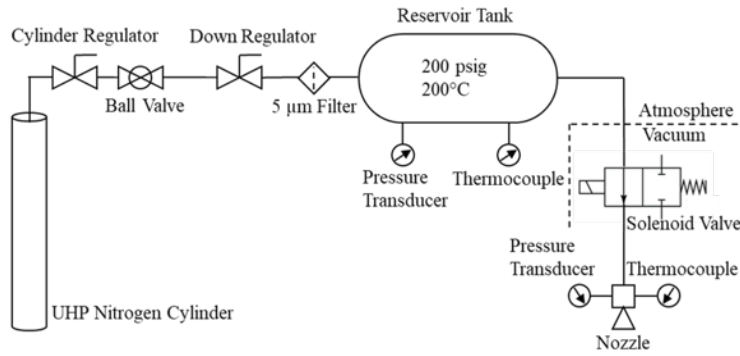 Reservoir Tank
Cylinder Regulator
Down Regulator
200 psig
200°C
Ball Valve
5 µm Filter
Atmosphere
Vacuum
Pressure
Transducer
Thermocouple
Solenoid Valve
Pressure
Transducer
Thermocouple
UHP Nitrogen Cylinder
Nozzle